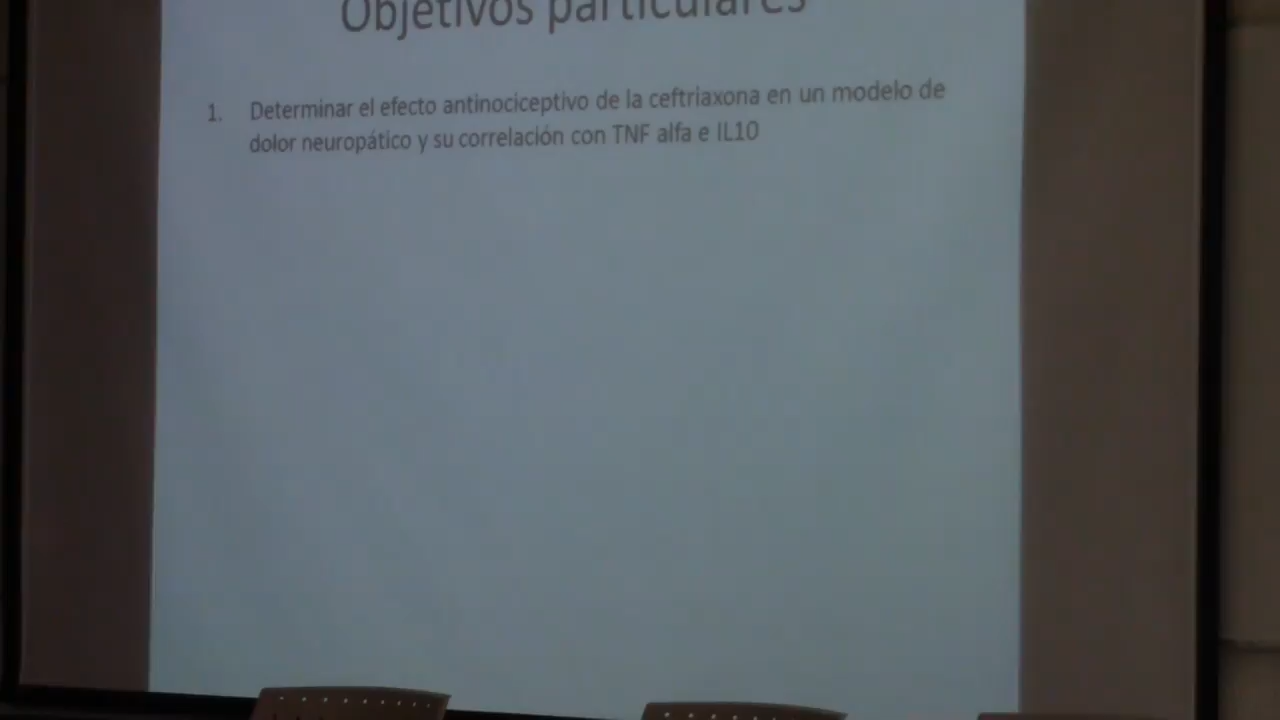 Objetivos particulares
1. Determinar el efecto antinociceptivo de la ceftriaxona en un modelo de
dolor neuropático y su correlación con TNF alfa e IL10